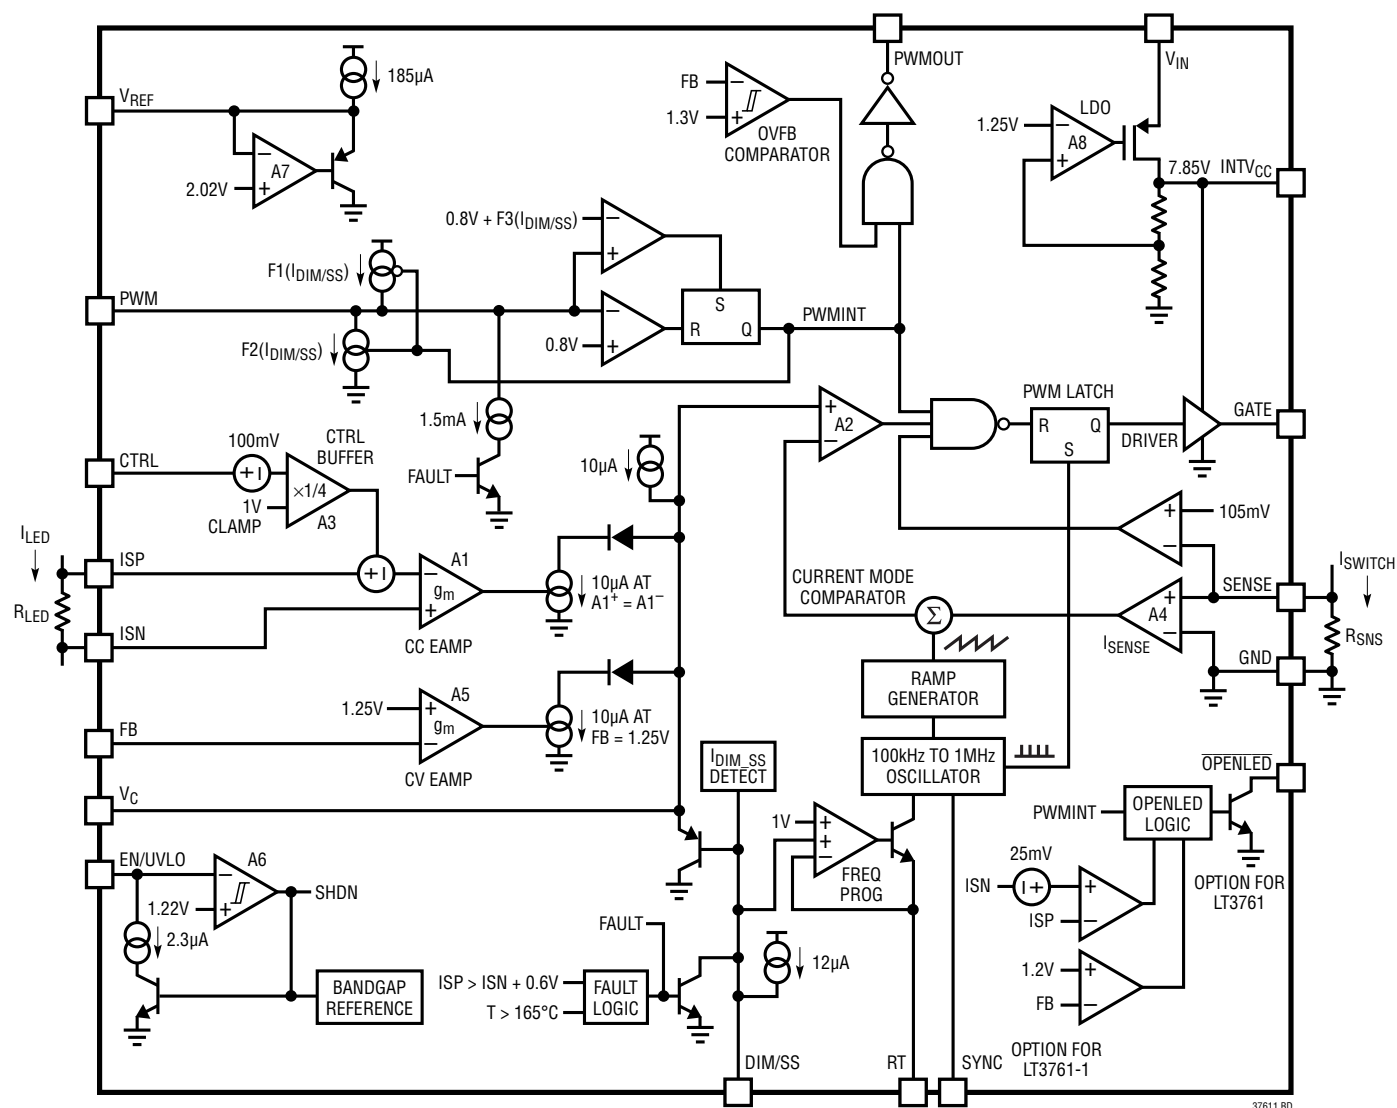 PWMOUT
VIN
VREF
185µA
A7
2.02V
FB
1.3V
OVFB
COMPARATOR
LDO
1.25V
A8
7.85V
INTVCC
0.8V + F3(IDIM/SS)
F1(IDIM/SS)
PWM
F2(IDIM/SS)
0.8V
S
R
Q
PWMINT
1.5mA
FAULT
10µA
A2
PWM LATCH
R
Q
S
DRIVER
GATE
CTRL
100mV
CTRL
BUFFER
×1/4
1V
CLAMP
A3
105mV
ILED
ISP
RLED
ISN
A1
gm
CC EAMP
10µA AT
A1+ = A1−
CURRENT MODE
COMPARATOR
Σ
A4
ISENSE
SENSE
ISWITCH
RSNS
GND
RAMP
GENERATOR
1.25V
A5
gm
CV EAMP
FB
10µA AT
FB = 1.25V
IDIM_SS
DETECT
100kHz TO 1MHz
OSCILLATOR
OPENLED
PWMINT
OPENLED
LOGIC
VC
1V
FREQ
PROG
EN/UVLO
A6
1.22V
SHDN
2.3µA
BANDGAP
REFERENCE
FAULT
ISP > ISN + 0.6V
T > 165°C
FAULT
LOGIC
12µA
25mV
ISN
ISP
OPTION FOR
LT3761
1.2V
FB
OPTION FOR
LT3761-1
DIM/SS
RT
SYNC
37611 BD